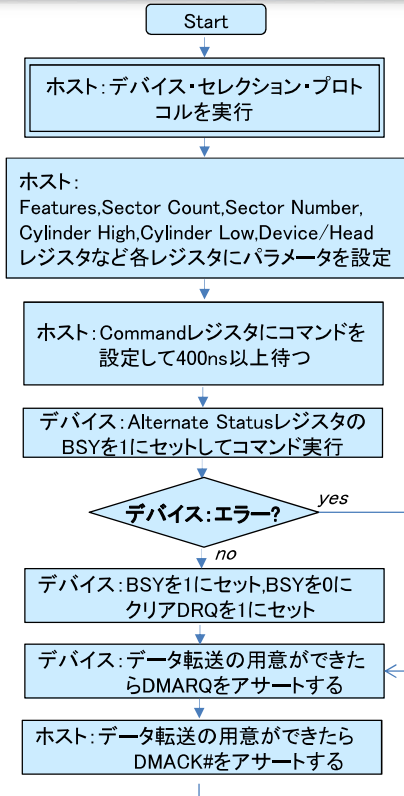 Start
ホスト:デバイス・セレクション・プロト
コルを実行
ホスト:
Features,Sector Count,Sector Number,
Cylinder High,Cylinder Low,Device/Head
レジスタなど各レジスタにパラメータを設定
ホスト:Commandレジスタにコマンドを
設定して400ns以上待つ
デバイス:Alternate Statusレジスタの
BSYを1にセットしてコマンド実行
デバイス:エラー?
yes
no
デバイス:BSYを1にセット,BSYを0に
クリアDRQを1にセット
デバイス:データ転送の用意ができた
らDMARQをアサートする
ホスト:データ転送の用意ができたら
DMACK#をアサートする